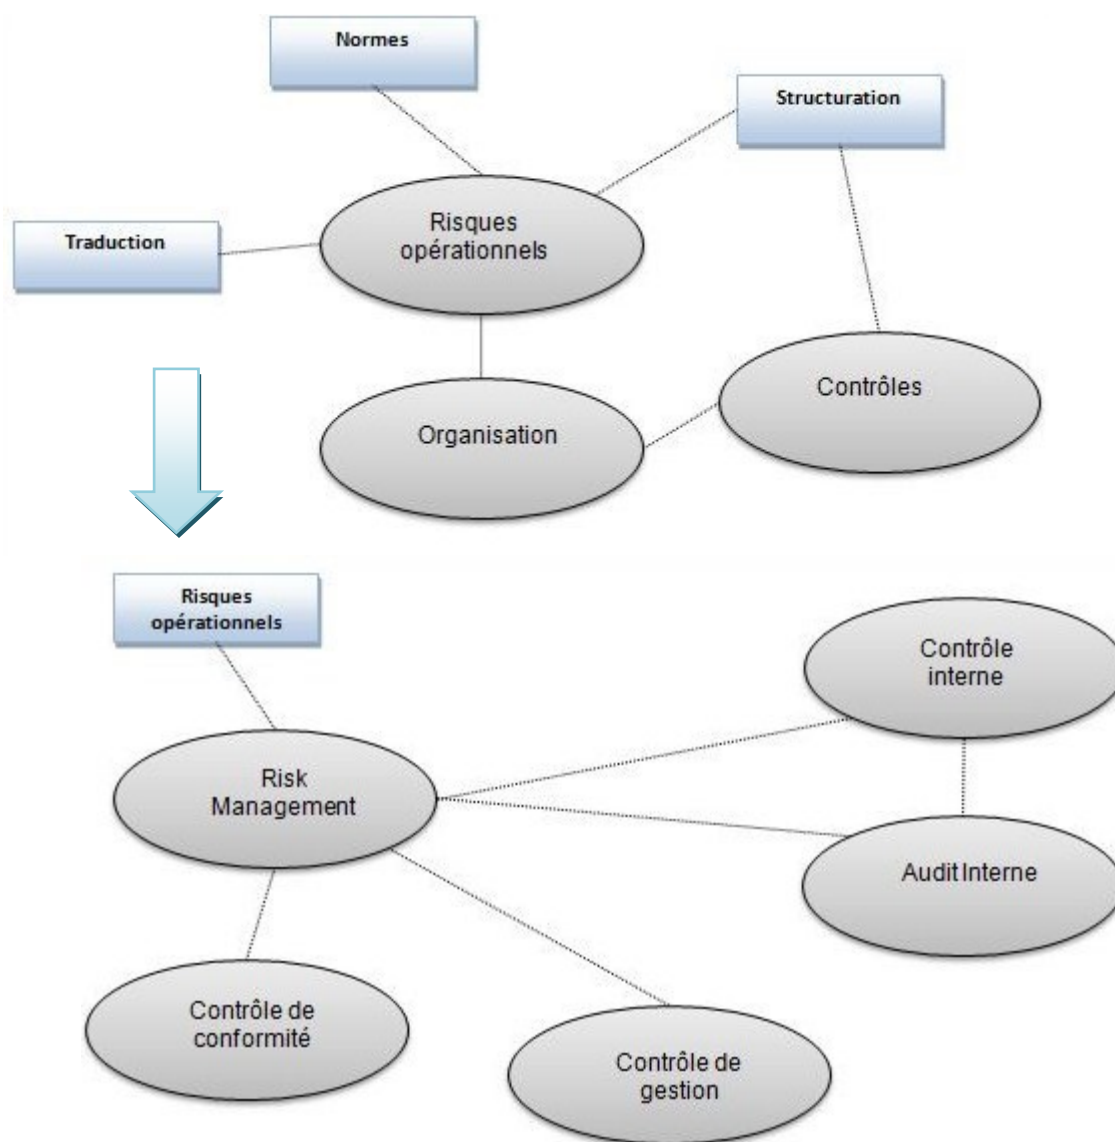 Normes
Structuration
Risques
opérationnels
Traduction
Contrôles
Organisation
Risques
opérationnels
Contrôle
interne
Risk
Management
Audit Interne
Contrôle de
conformité
Contrôle de
gestion